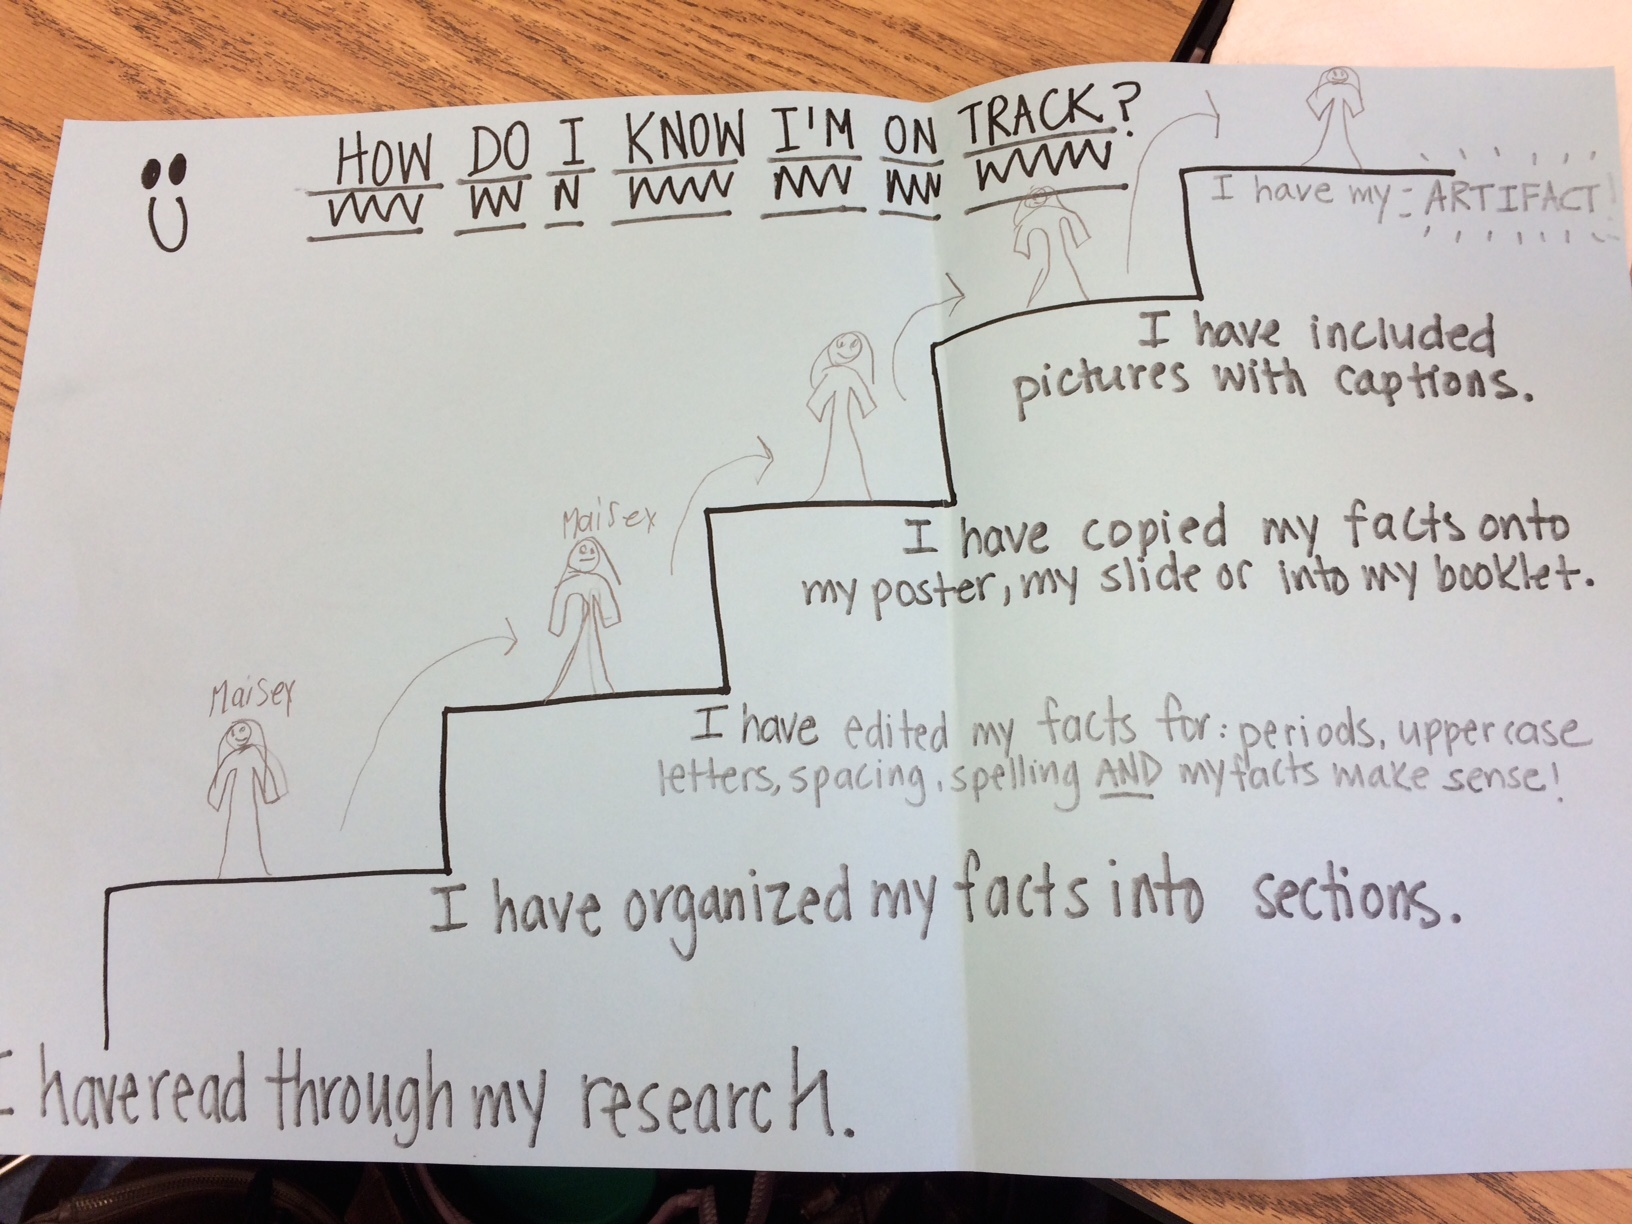 HOW DO I KNOW I'M ON TRACK?
I have my : ARTIFACT!
I have included
pictures with captions.
I have copied my facts onto
my poster, my slide or into my booklet.
Maisey
I have edited my facts for: periods, uppercase
letters, spacing, spelling AND my facts make sense!
Maisey
I have organized my facts into sections.
I have read through my research.